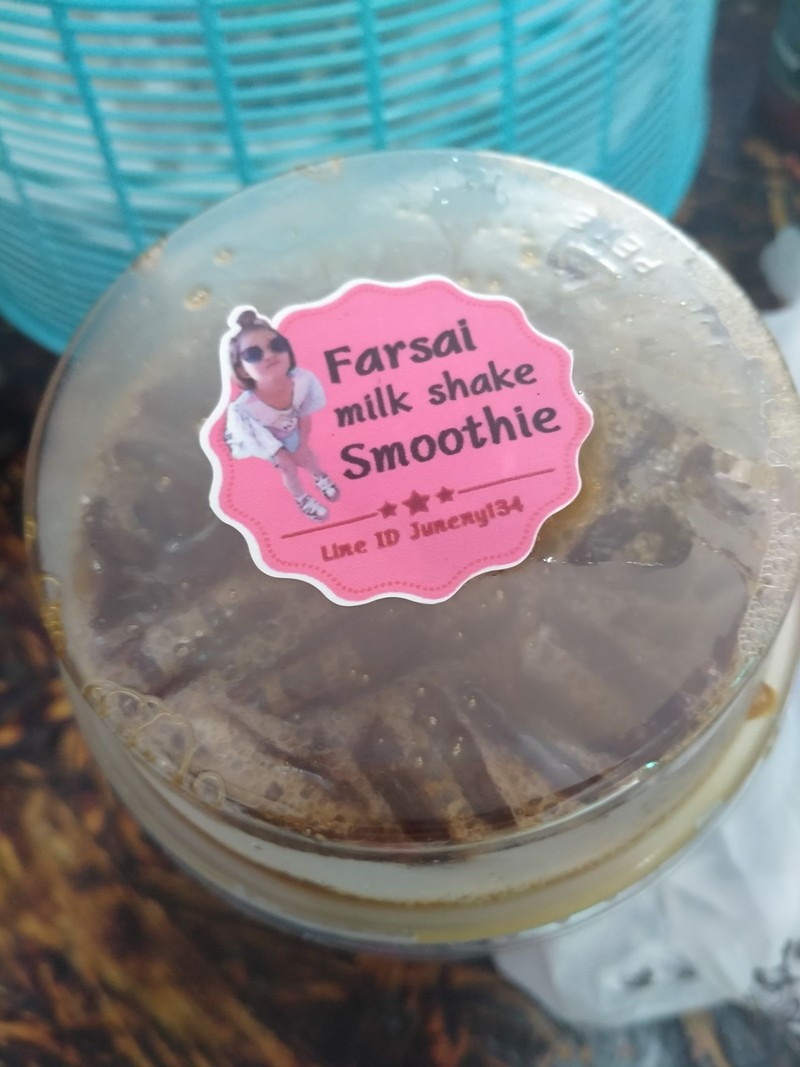 Farsai
milk shake
Smoothie
Line ID Juneny134